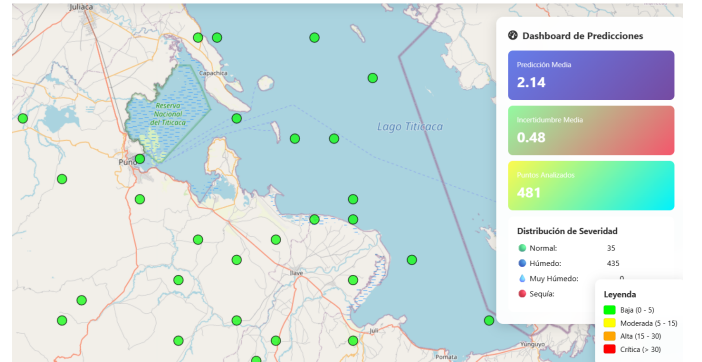 Juliaca
Capachica
Reserva
Nacional
del Titicaca
Lago Titicaca
Puno
Ilave
Juli
Pomata
Yunguyo
Dashboard de Predicciones
Predicción Media
2.14
Incertidumbre Media
0.48
Puntos Analizados
481
Distribución de Severidad
Normal: 35
Húmedo: 435
Muy Húmedo:
Sequía:
Leyenda
Baja (0 - 5)
Moderada (5 - 15)
Alta (15 - 30)
Crítica (> 30)